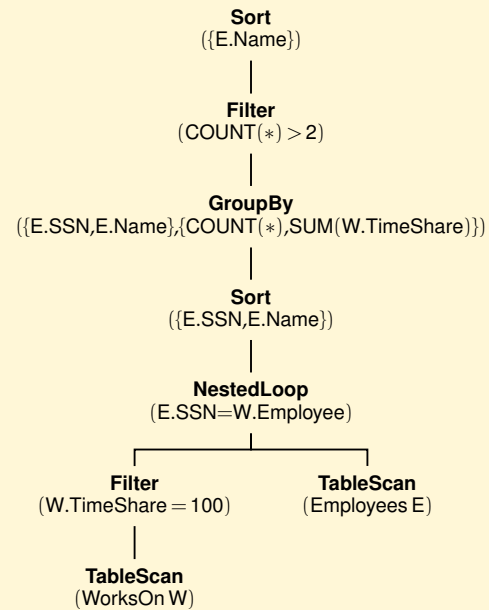 Sort
({E.Name})
Filter
(COUNT(∗) > 2)
GroupBy
({E.SSN,E.Name},{COUNT(∗),SUM(W.TimeShare)})
Sort
({E.SSN,E.Name})
NestedLoop
(E.SSN=W.Employee)
Filter
(W.TimeShare = 100)
TableScan
(Employees E)
TableScan
(WorksOn W)